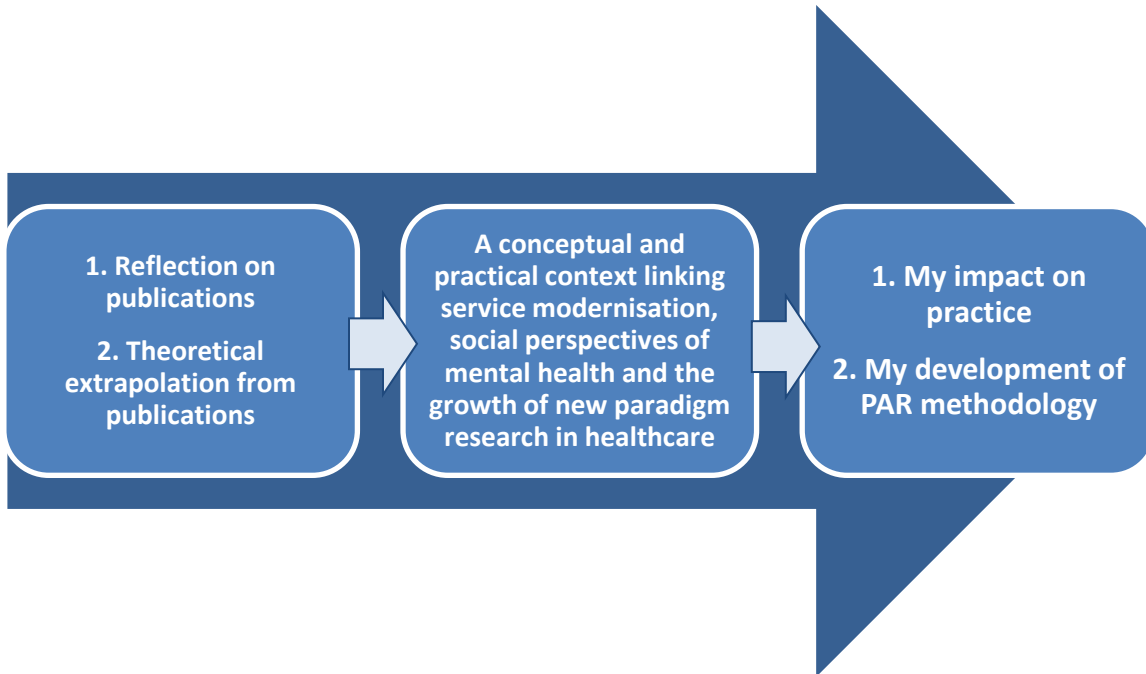 1. Reflection on
publications
2. Theoretical
extrapolation from
publications
A conceptual and
practical context linking
service modernisation,
social perspectives of
mental health and the
growth of new paradigm
research in healthcare
1. My impact on
practice
2. My development of
PAR methodology